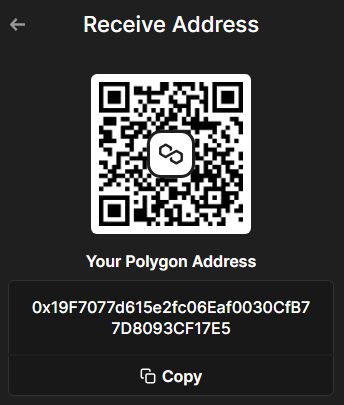 Receive Address
Your Polygon Address
0x19F7077d615e2fc06Eaf0030CfB7
7D8093CF17E5
Copy